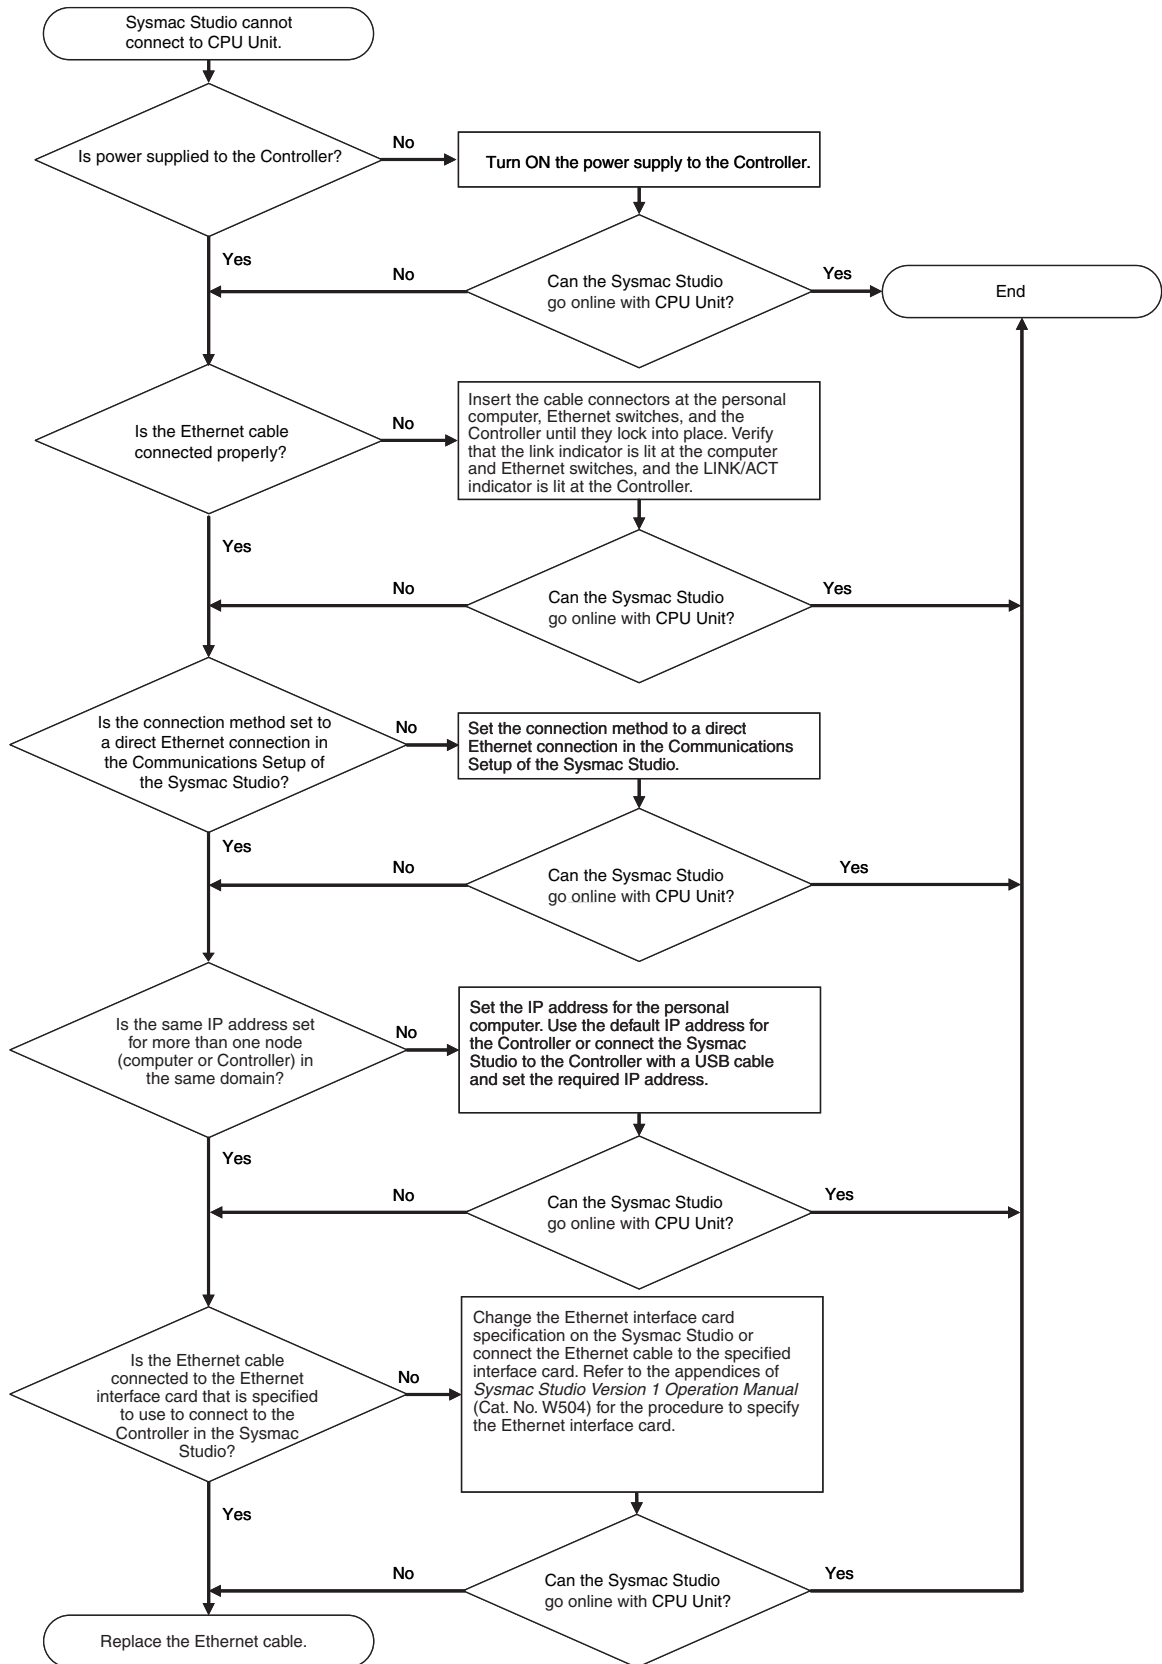 Sysmac Studio cannot
connect to CPU Unit.
Is power supplied to the Controller?
No
Turn ON the power supply to the Controller.
Yes
No
Can the Sysmac Studio
go online with CPU Unit?
Yes
End
Is the Ethernet cable
connected properly?
No
Insert the cable connectors at the personal
computer, Ethernet switches, and the
Controller until they lock into place. Verify
that the link indicator is lit at the computer
and Ethernet switches, and the LINK/ACT
indicator is lit at the Controller.
Yes
No
Can the Sysmac Studio
go online with CPU Unit?
Yes
Is the connection method set to
a direct Ethernet connection in
the Communications Setup of
the Sysmac Studio?
No
Set the connection method to a direct
Ethernet connection in the Communications
Setup of the Sysmac Studio.
Yes
No
Can the Sysmac Studio
go online with CPU Unit?
Yes
Is the same IP address set
for more than one node
(computer or Controller) in
the same domain?
No
Set the IP address for the personal
computer. Use the default IP address for
the Controller or connect the Sysmac
Studio to the Controller with a USB cable
and set the required IP address.
Yes
No
Can the Sysmac Studio
go online with CPU Unit?
Yes
Is the Ethernet cable
connected to the Ethernet
interface card that is specified
to use to connect to the
Controller in the Sysmac
Studio?
No
Change the Ethernet interface card
specification on the Sysmac Studio or
connect the Ethernet cable to the specified
interface card. Refer to the appendices of
Sysmac Studio Version 1 Operation Manual
(Cat. No. W504) for the procedure to specify
the Ethernet interface card.
Yes
No
Can the Sysmac Studio
go online with CPU Unit?
Yes
Replace the Ethernet cable.